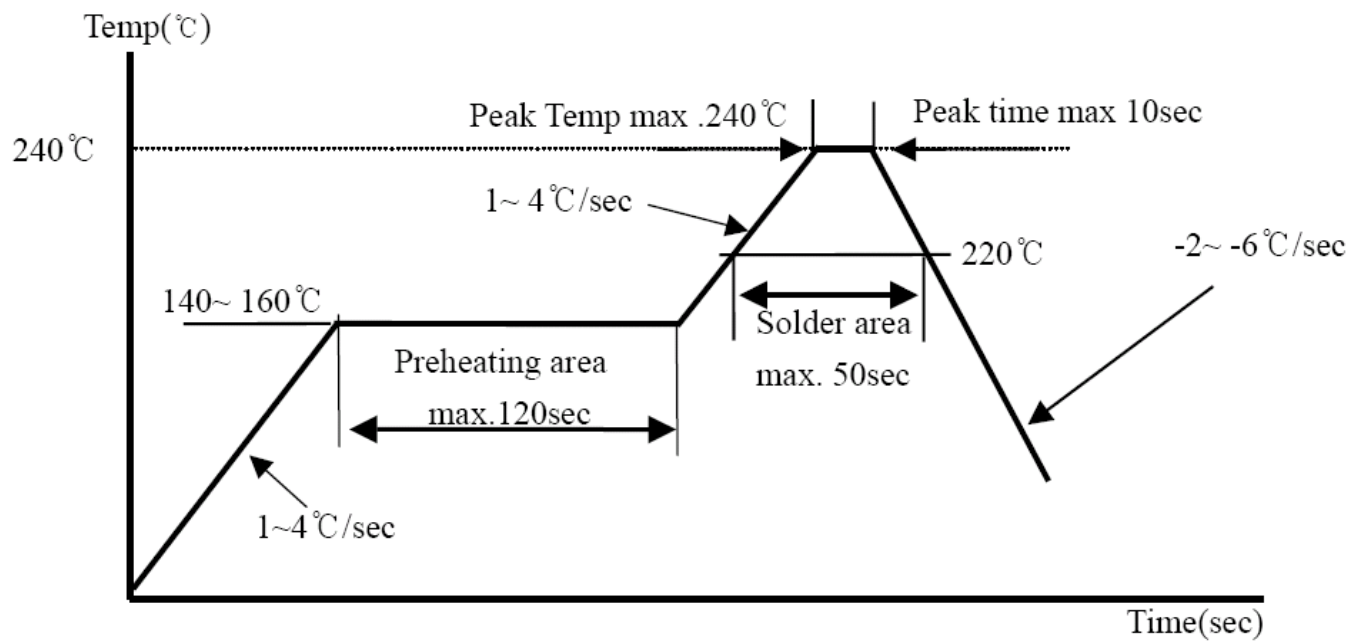 Temp(℃)
Peak Temp max .240℃
Peak time max 10sec
240℃
1~ 4℃/sec
220℃
-2~ -6℃/sec
140~ 160℃
Solder area
max. 50sec
Preheating area
max.120sec
1~4℃/sec
Time(sec)